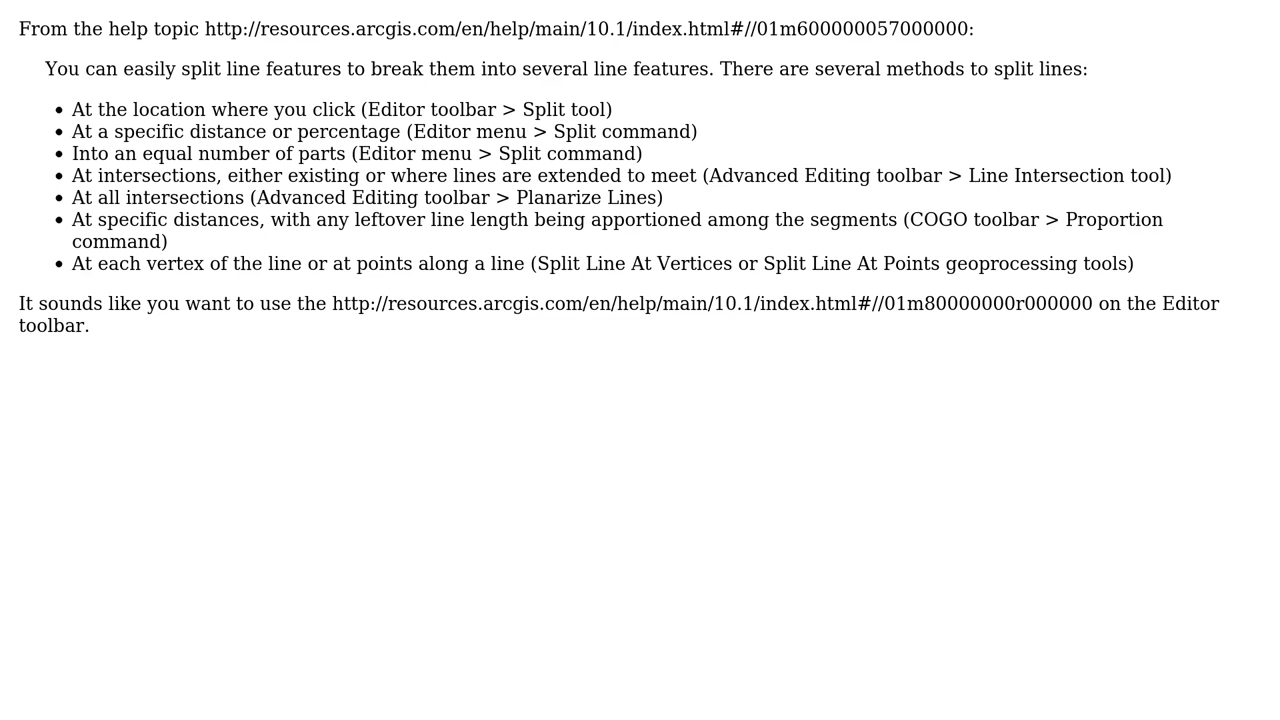 From the help topic http://resources.arcgis.com/en/help/main/10.1/index.html#//01m600000057000000:
You can easily split line features to break them into several line features. There are several methods to split lines:
• At the location where you click (Editor toolbar > Split tool)
• At a specific distance or percentage (Editor menu > Split command)
• Into an equal number of parts (Editor menu > Split command)
• At intersections, either existing or where lines are extended to meet (Advanced Editing toolbar > Line Intersection tool)
• At all intersections (Advanced Editing toolbar > Planarize Lines)
• At specific distances, with any leftover line length being apportioned among the segments (COGO toolbar > Proportion
command)
• At each vertex of the line or at points along a line (Split Line At Vertices or Split Line At Points geoprocessing tools)
It sounds like you want to use the http://resources.arcgis.com/en/help/main/10.1/index.html#//01m80000000r000000 on the Editor
toolbar.